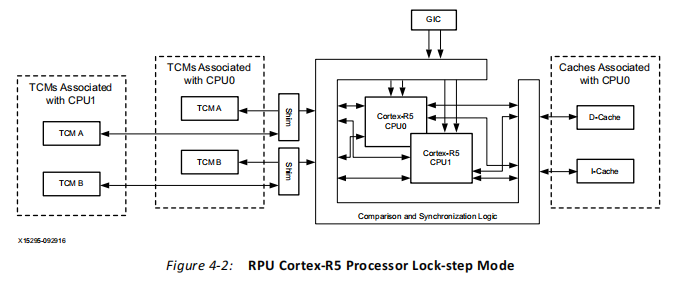 GIC
TCMs Associated
with CPU0
TCMs Associated
with CPU1
Caches Associated
with CPU0
TCM A
Shim
Cortex-R5
CPU0
D-Cache
TCM A
TCM B
Shim
Cortex-R5
CPU1
I-Cache
TCM B
Comparison and Synchronization Logic
X15295-092916
Figure 4-2: RPU Cortex-R5 Processor Lock-step Mode